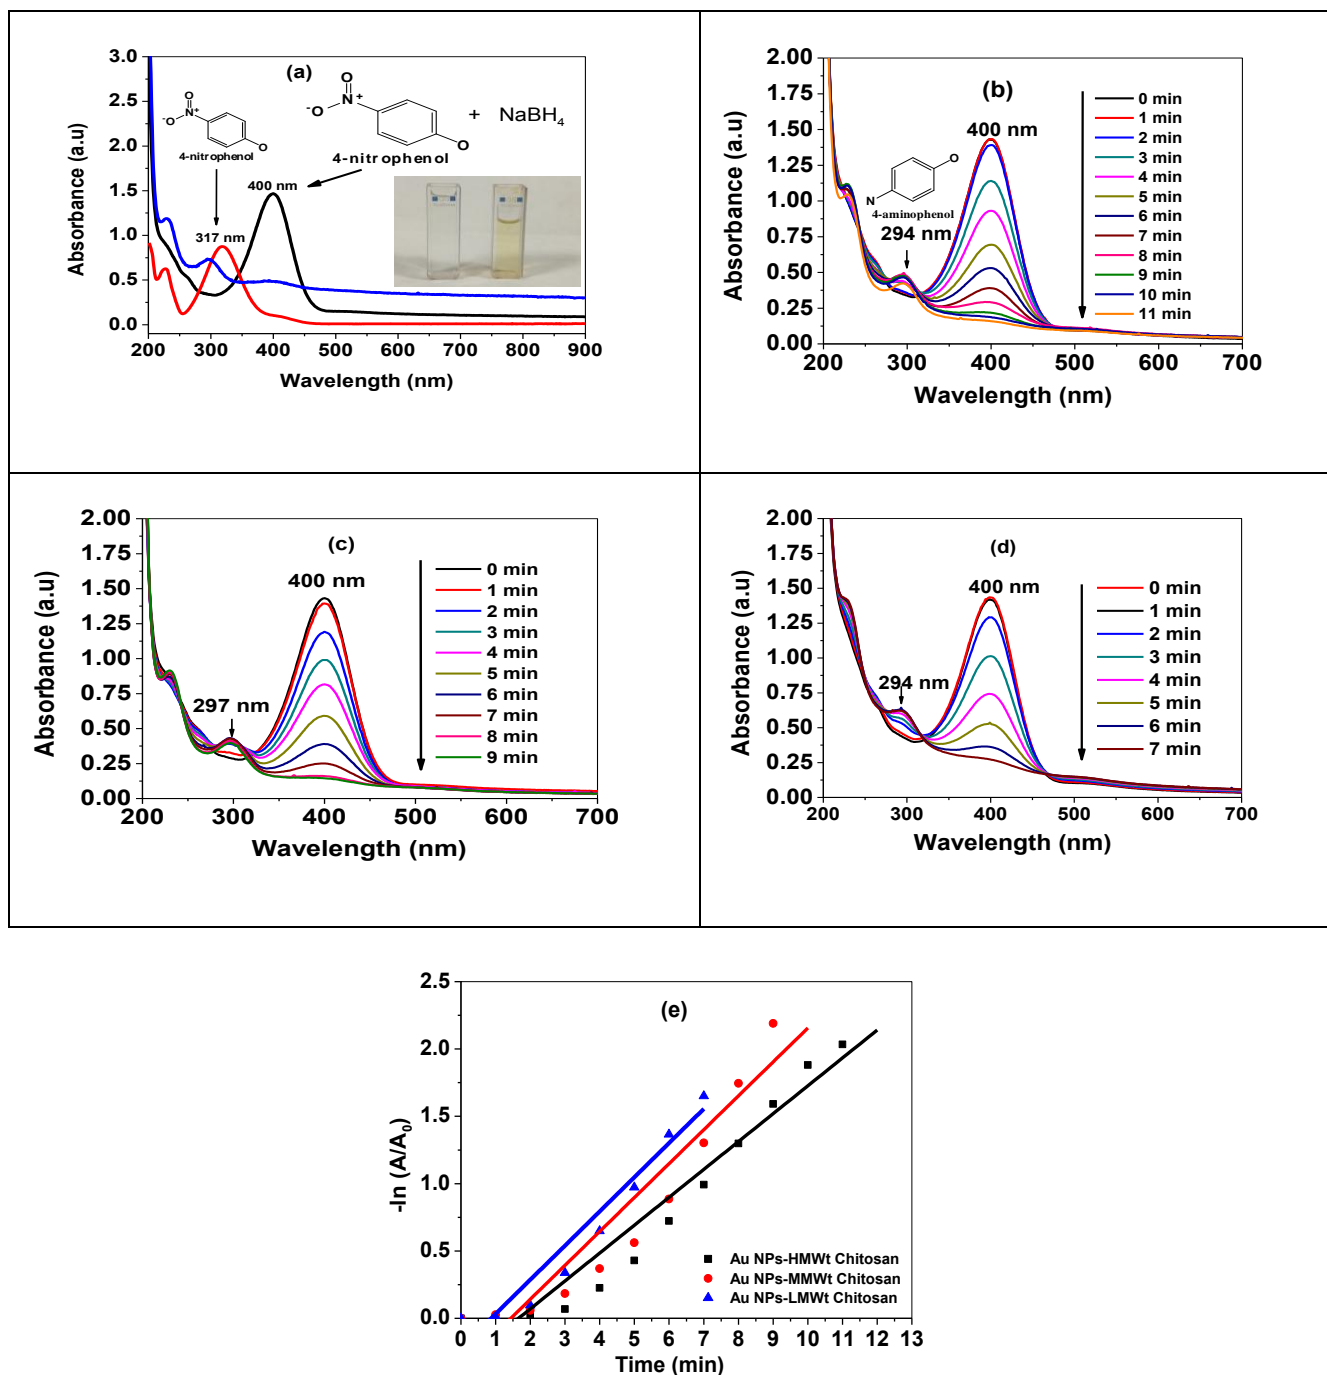 (a)
3.0
2.5
2.0
1.5
1.0
0.5
0.0
Absorbance (a.u)
O
N+
-O
O
4-nitrophenol
317 nm
O
N+
-O
O
+ NaBH4
4-nitrophenol
400 nm
200 300 400 500 600 700 800 900
Wavelength (nm)
(b)
2.00
1.75
1.50
1.25
1.00
0.75
0.50
0.25
0.00
Absorbance (a.u)
400 nm
O
N
4-aminophenol
294 nm
0 min
1 min
2 min
3 min
4 min
5 min
6 min
7 min
8 min
9 min
10 min
11 min
200 300 400 500 600 700
Wavelength (nm)
(c)
2.00
1.75
1.50
1.25
1.00
0.75
0.50
0.25
0.00
Absorbance (a.u)
400 nm
297 nm
0 min
1 min
2 min
3 min
4 min
5 min
6 min
7 min
8 min
9 min
200 300 400 500 600 700
Wavelength (nm)
(d)
2.00
1.75
1.50
1.25
1.00
0.75
0.50
0.25
0.00
Absorbance (a.u)
400 nm
294 nm
0 min
1 min
2 min
3 min
4 min
5 min
6 min
7 min
200 300 400 500 600 700
Wavelength (nm)
(e)
2.5
2.0
1.5
1.0
0.5
0.0
-ln (A/A0)
Au NPs-HMWt Chitosan
Au NPs-MMWt Chitosan
Au NPs-LMWt Chitosan
0 1 2 3 4 5 6 7 8 9 10 11 12 13
Time (min)